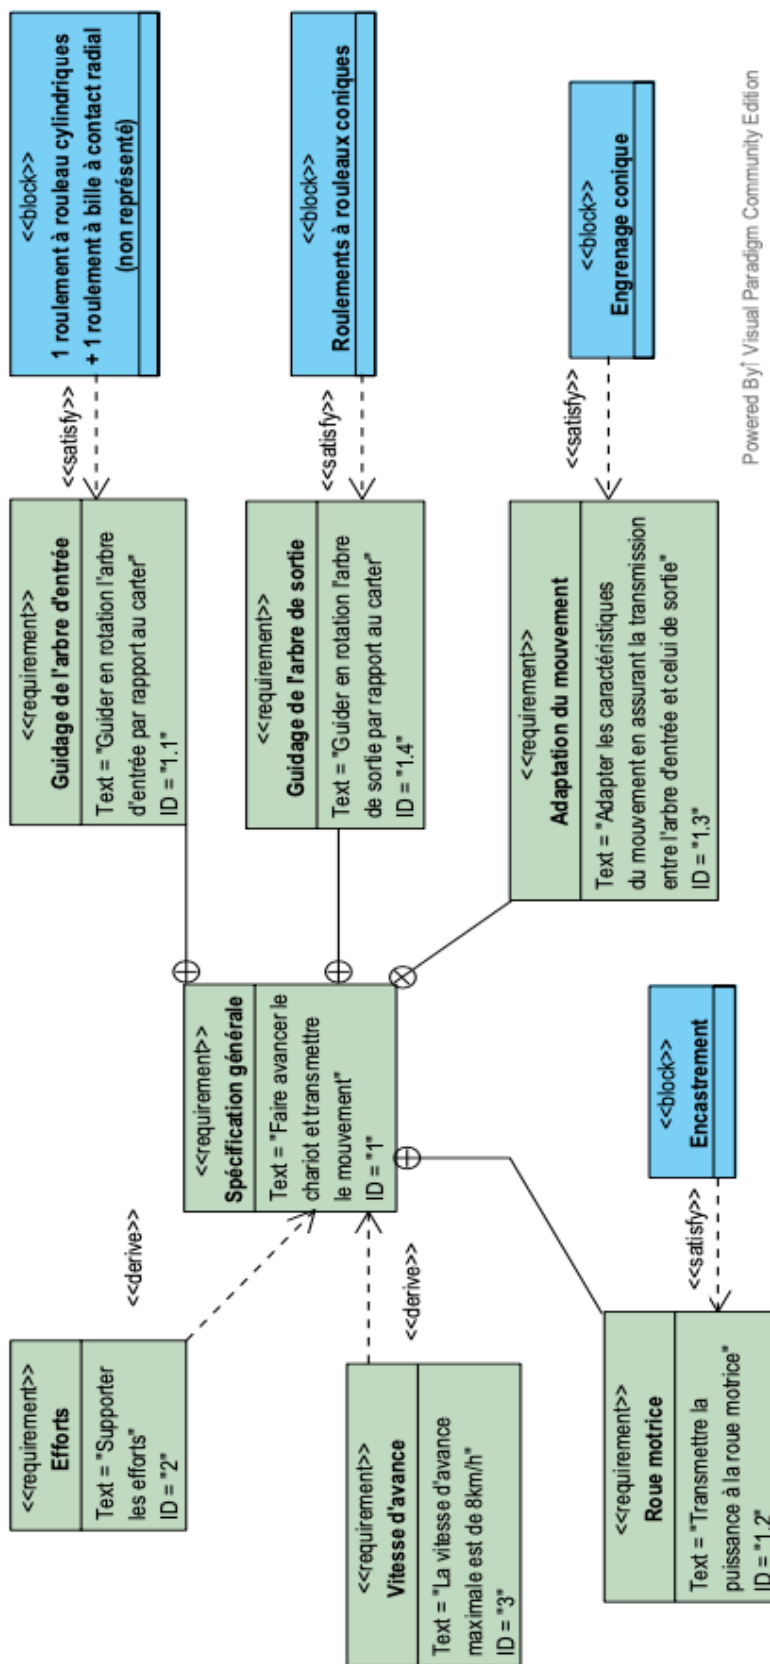 <<requirement>>
Efforts
Text = "Supporter
les efforts"
ID = "2"
<<derive>>
<<requirement>>
Guidage de l'arbre d'entrée
Text = "Guider en rotation l'arbre
d'entrée par rapport au carter"
ID = "1.1"
<<satisfy>>
<<block>>
1 roulement à rouleau cylindriques
+ 1 roulement à bille à contact radial
(non représenté)
<<requirement>>
Spécification générale
Text = "Faire avancer le
chariot et transmettre
le mouvement"
ID = "1"
<<requirement>>
Guidage de l'arbre de sortie
Text = "Guider en rotation l'arbre
de sortie par rapport au carter"
ID = "1.4"
<<satisfy>>
<<block>>
Roulements à rouleaux coniques
<<requirement>>
Vitesse d'avance
Text = "La vitesse d'avance
maximale est de 8km/h"
ID = "3"
<<derive>>
<<requirement>>
Adaptation du mouvement
Text = "Adapter les caractéristiques
du mouvement en assurant la transmission
entre l'arbre d'entrée et celui de sortie"
ID = "1.3"
<<satisfy>>
<<block>>
Engrenage conique
<<requirement>>
Roue motrice
Text = "Transmettre la
puissance à la roue motrice"
ID = "1.2"
<<satisfy>>
<<block>>
Encastrement
Powered By Visual Paradigm Community Edition